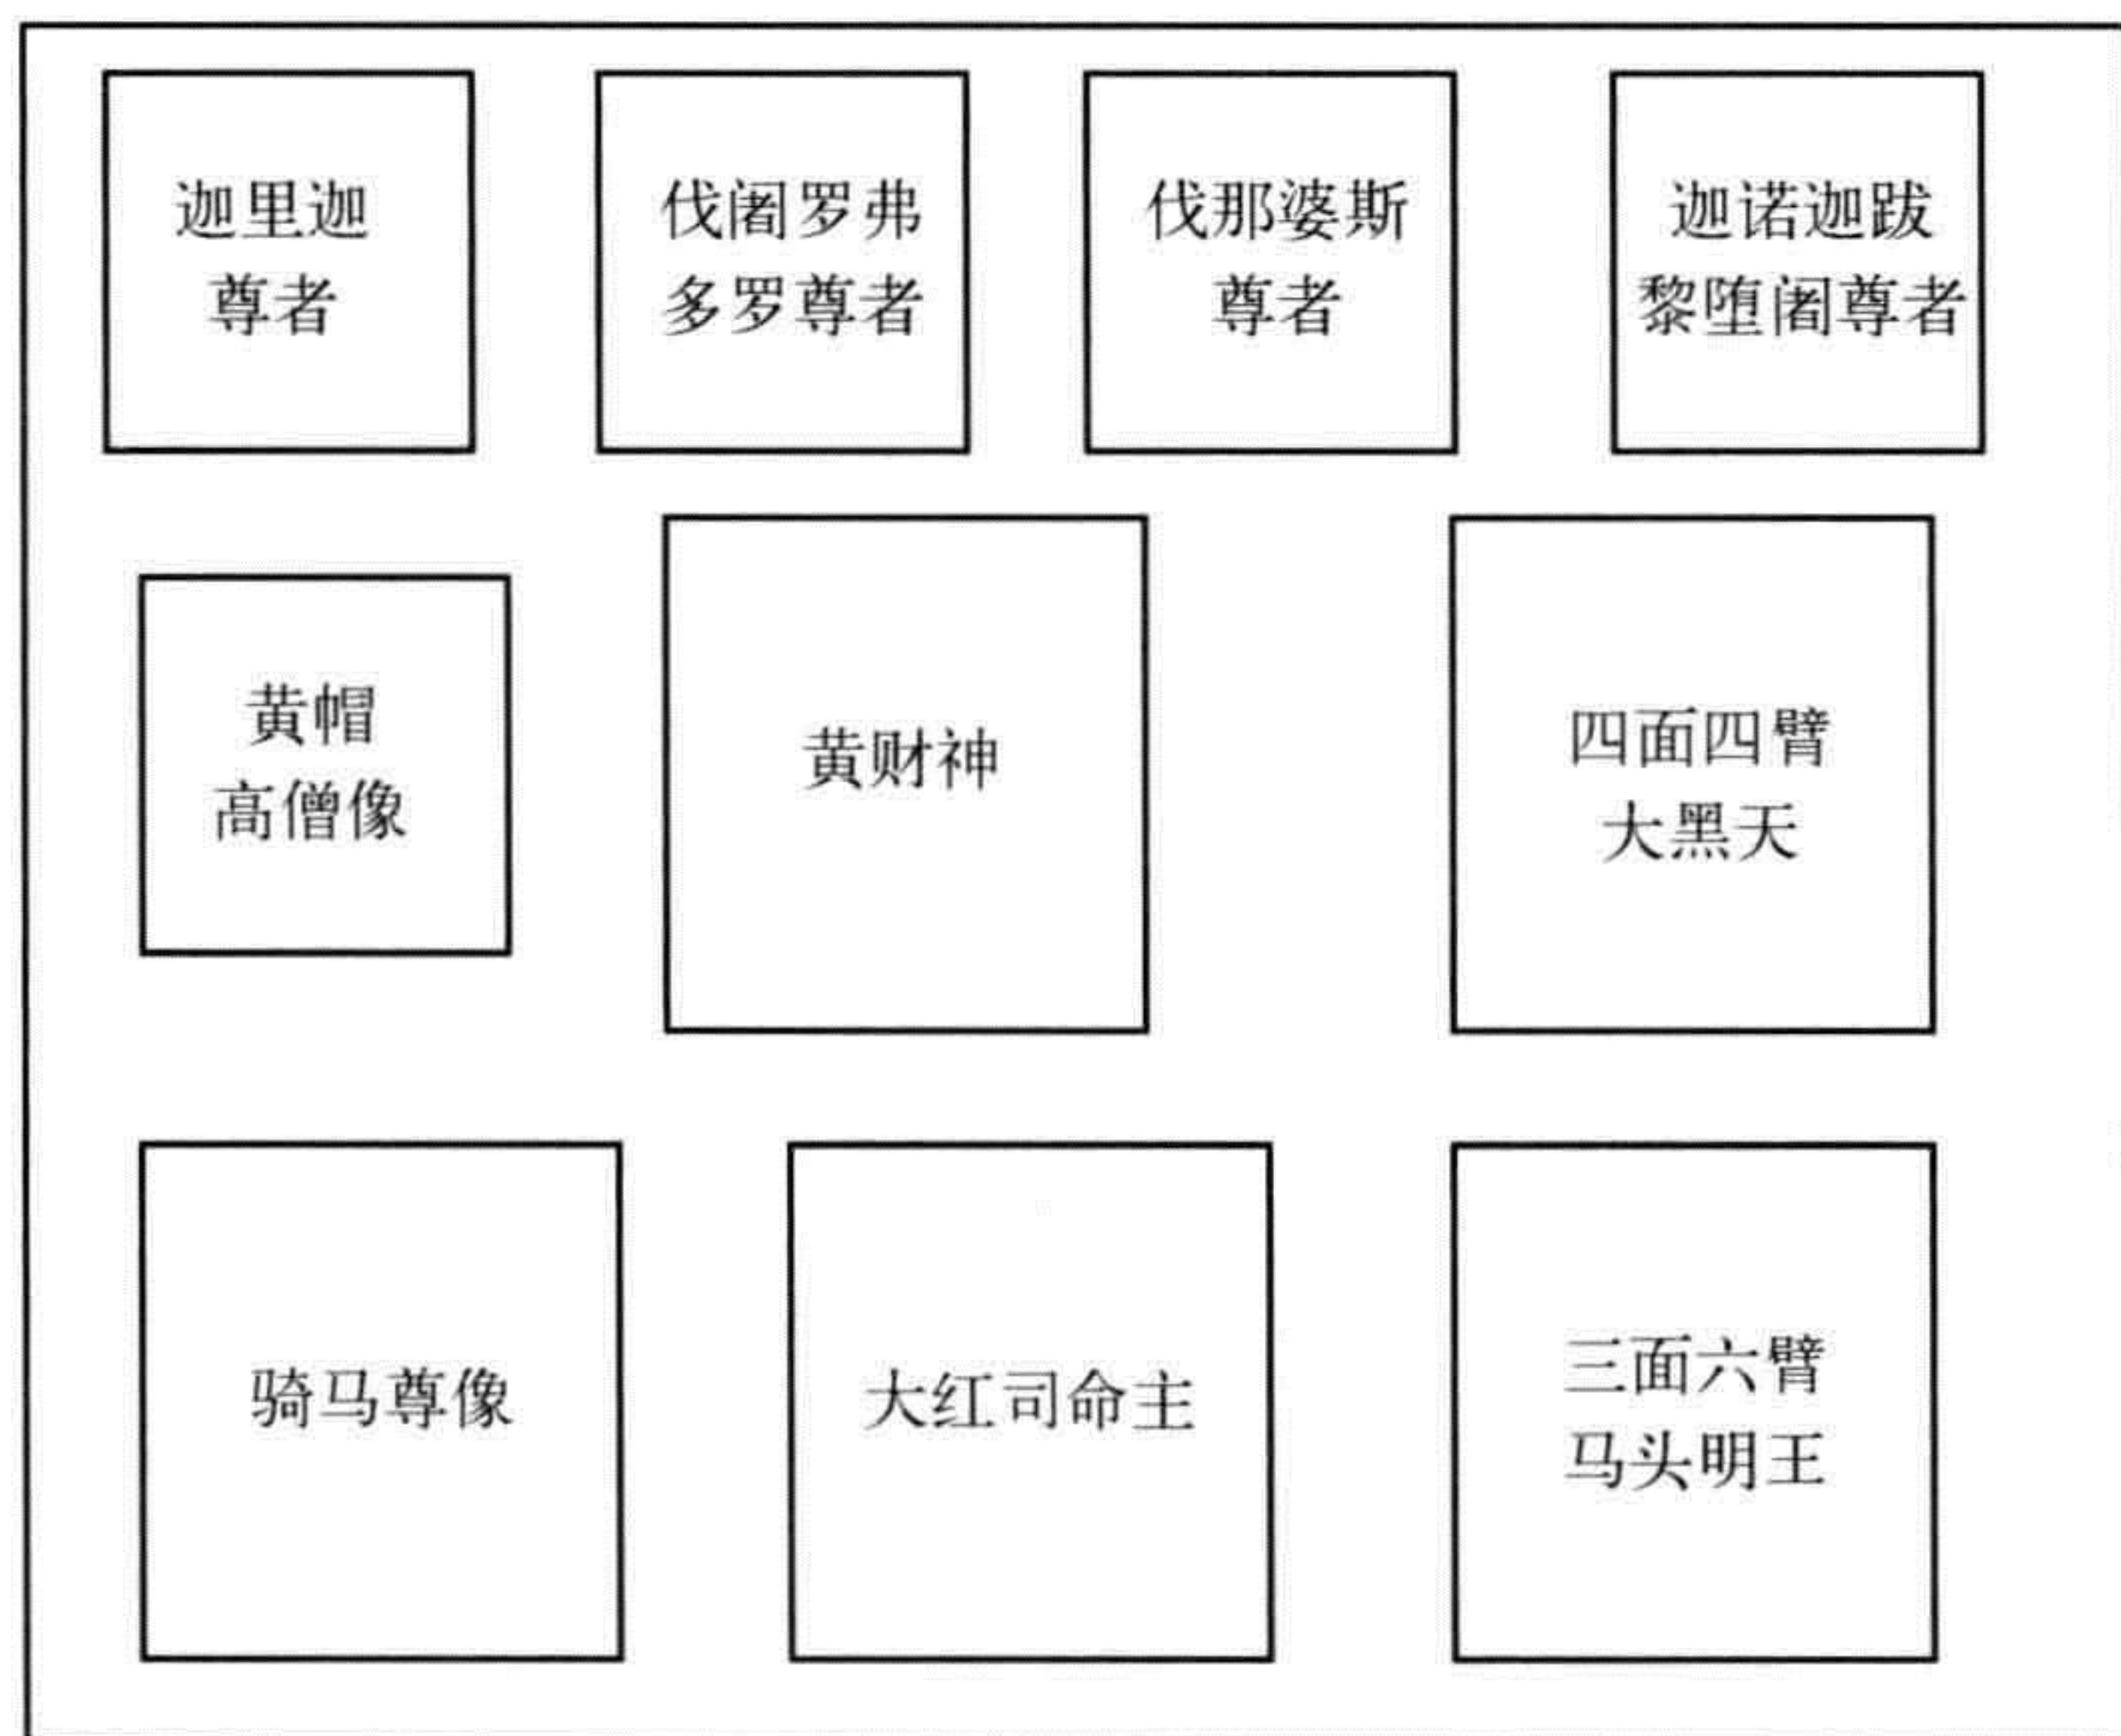 迦里迦
尊者
伐阇罗弗
多罗尊者
伐那婆斯
尊者
迦诺迦跋
黎堕阇尊者
黄帽
高僧像
黄财神
四面四臂
大黑天
骑马尊像
大红司命主
三面六臂
马头明王